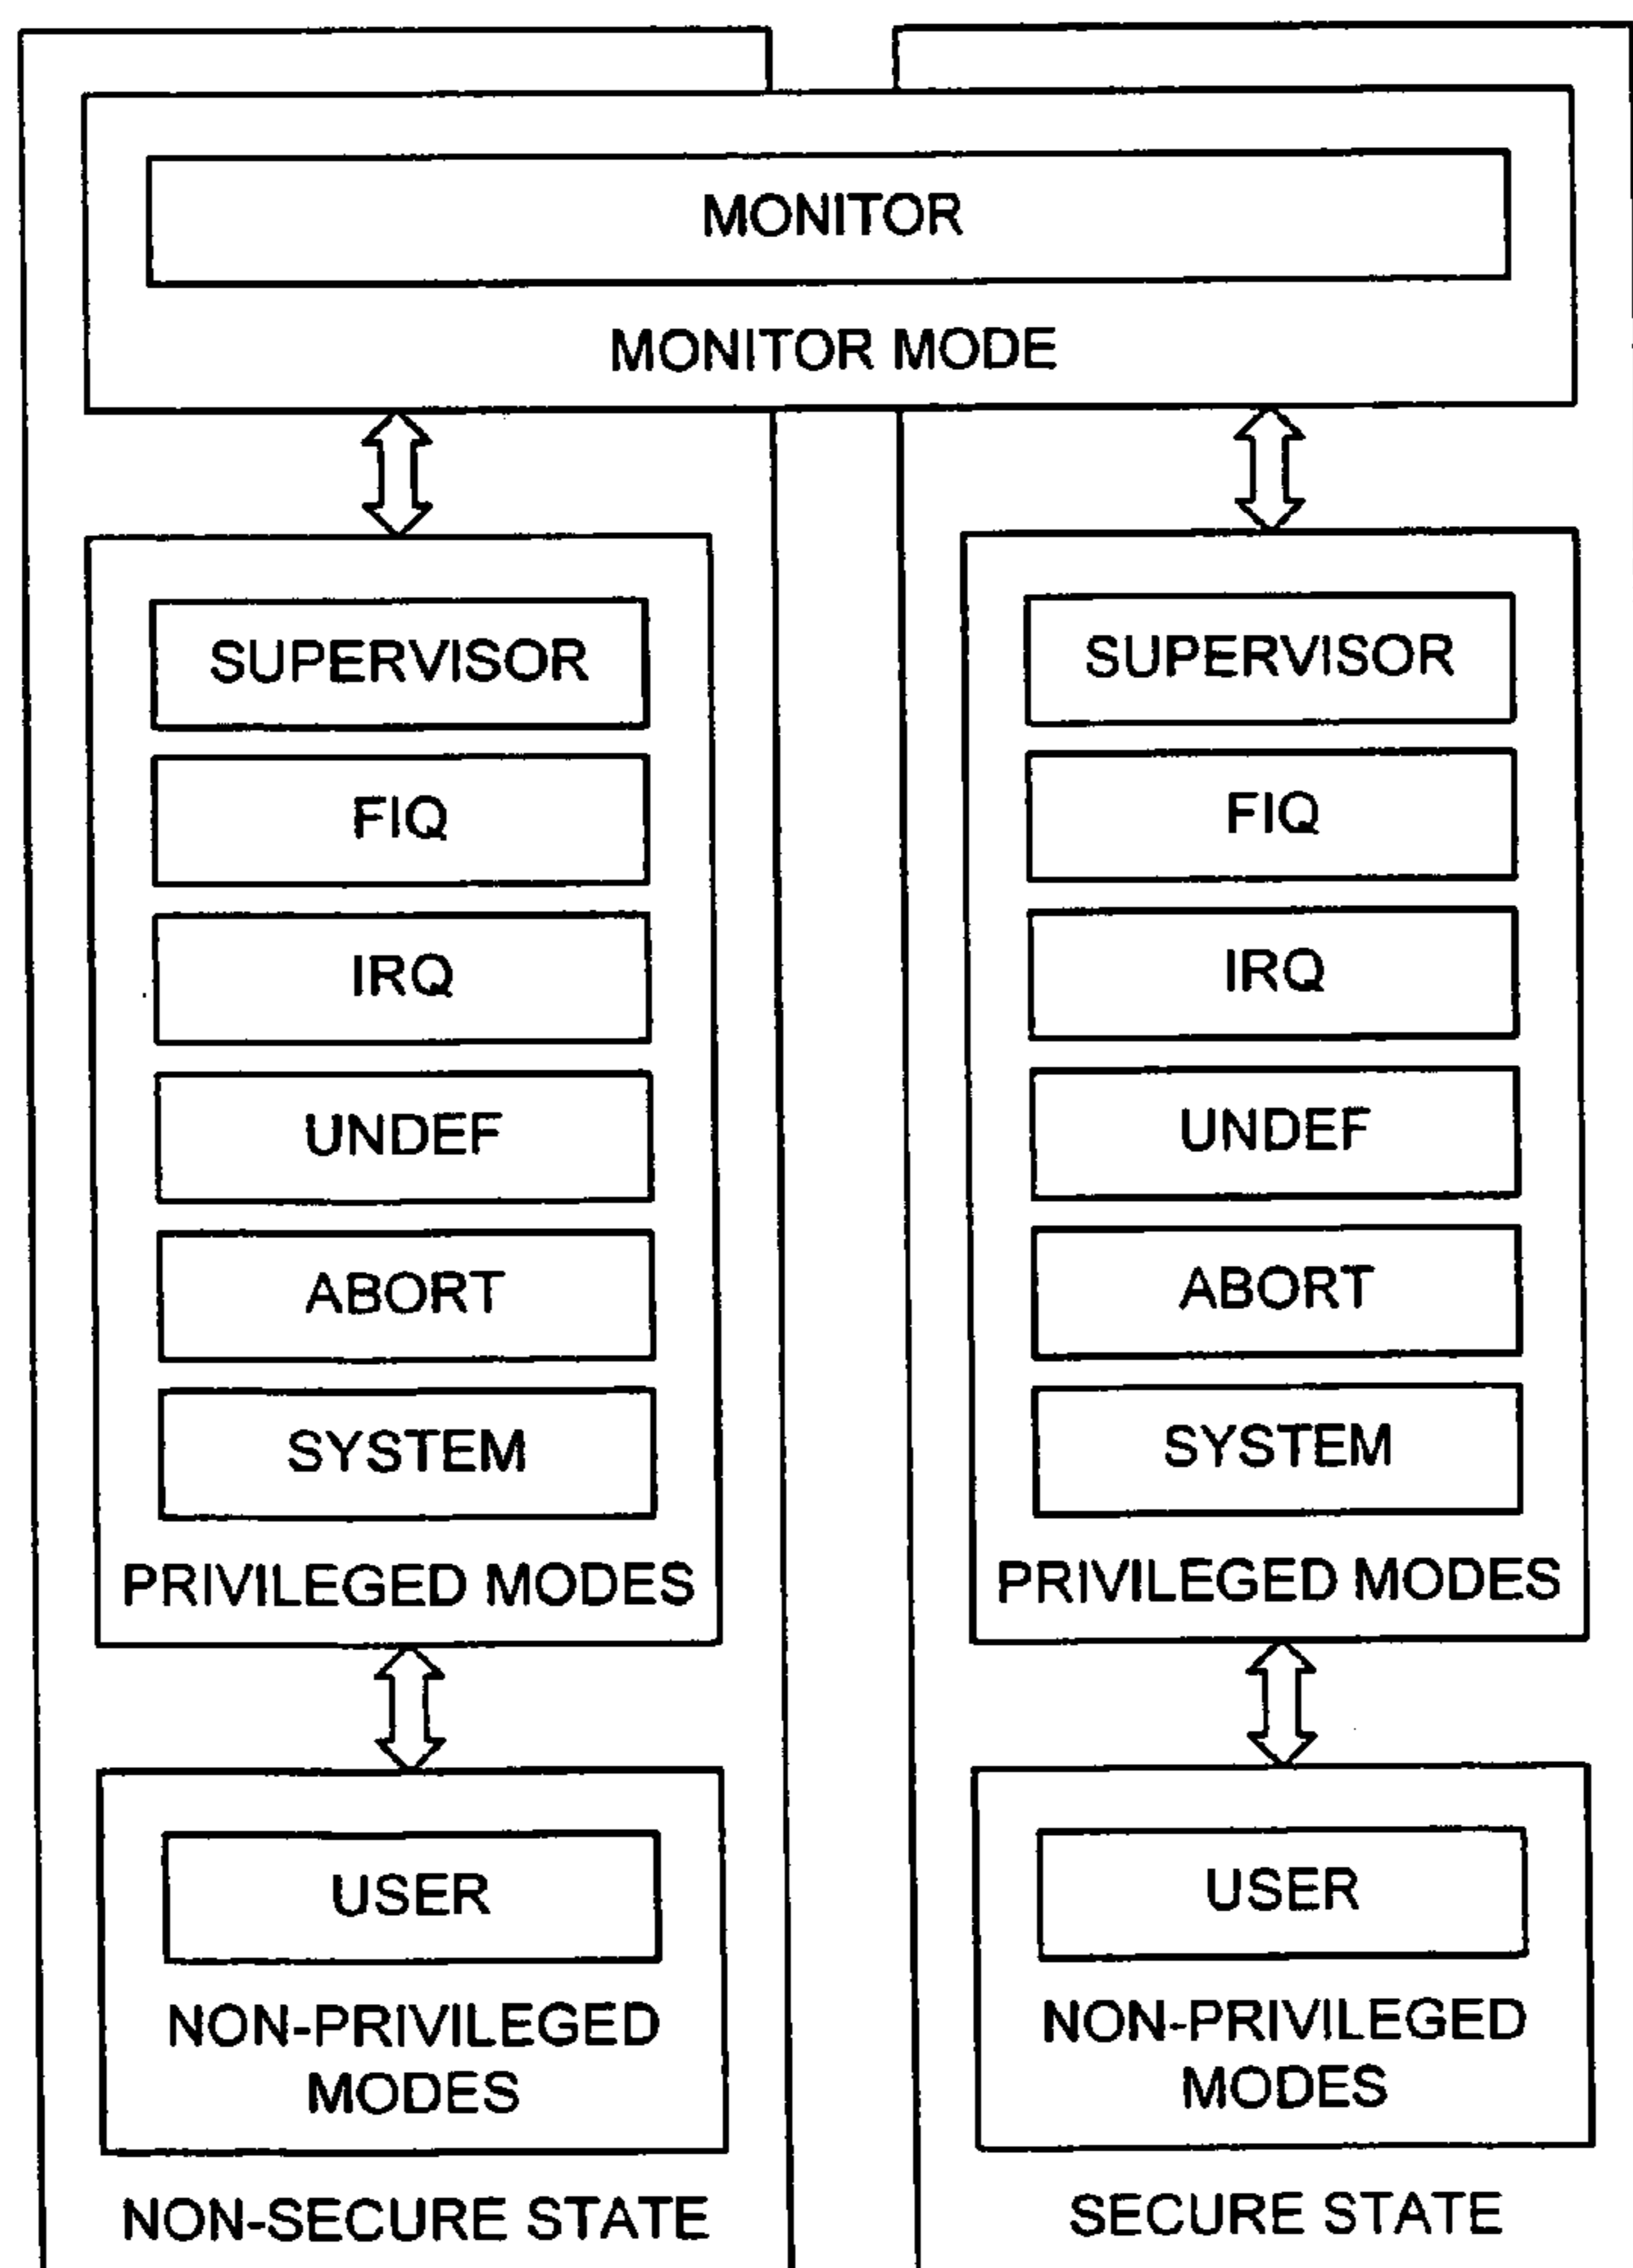 MONITOR
MONITOR MODE
SUPERVISOR
FIQ
IRQ
UNDEF
ABORT
SYSTEM
PRIVILEGED MODES
USER
NON-PRIVILEGED
MODES
NON-SECURE STATE
SUPERVISOR
FIQ
IRQ
UNDEF
ABORT
SYSTEM
PRIVILEGED MODES
USER
NON-PRIVILEGED
MODES
SECURE STATE